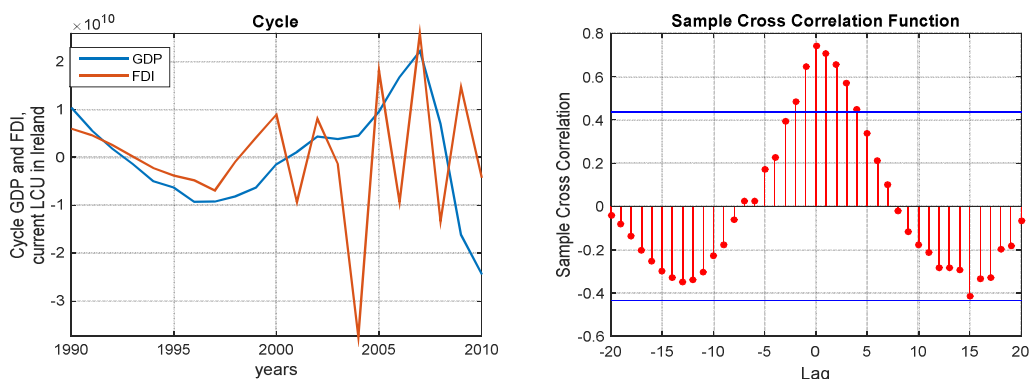 Cycle
×10^10
GDP
FDI
2
1
0
-1
-2
-3
Cycle GDP and FDI,
current LCU in Ireland
1990 1995 2000 2005 2010
years
Sample Cross Correlation Function
0.8
0.6
0.4
0.2
0
-0.2
-0.4
-0.6
Sample Cross Correlation
-20 -15 -10 -5 0 5 10 15 20
Lag